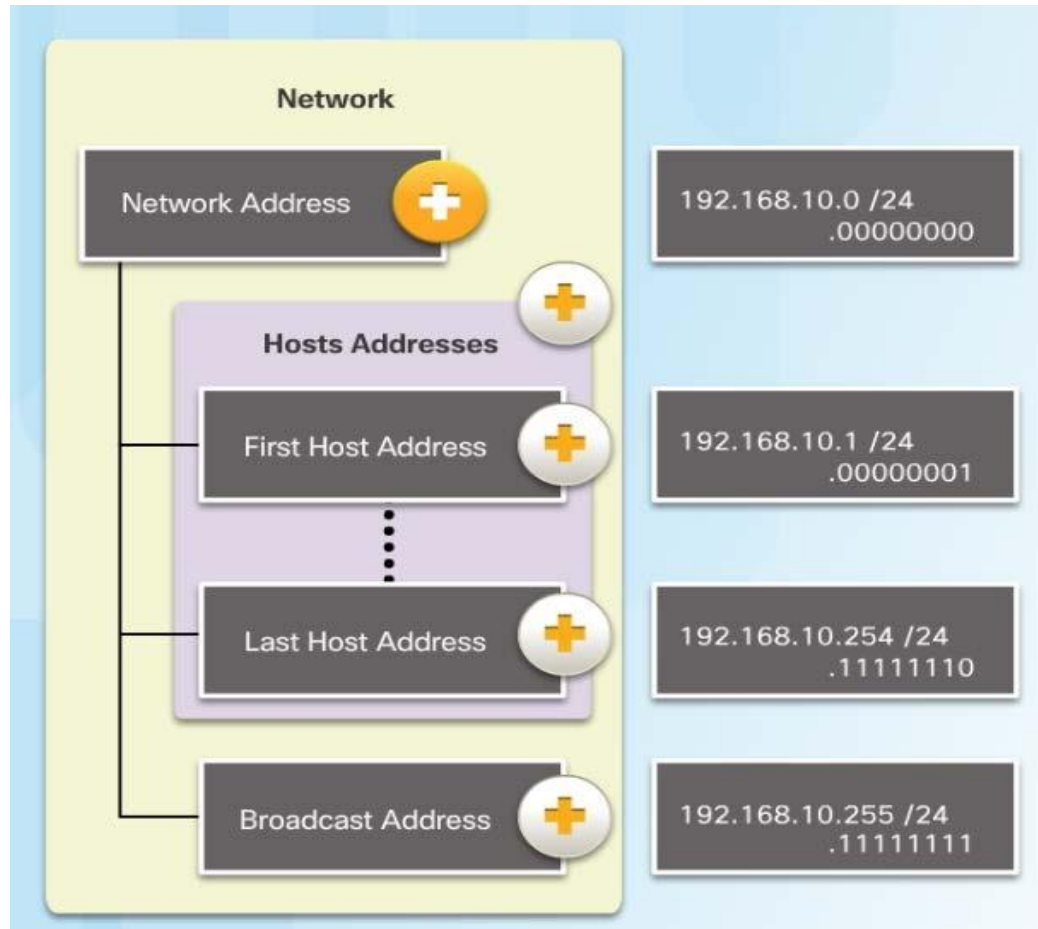 Network
Network Address
192.168.10.0 /24
.00000000
Hosts Addresses
First Host Address
192.168.10.1 /24
.00000001
Last Host Address
192.168.10.254 /24
.11111110
Broadcast Address
192.168.10.255 /24
.11111111